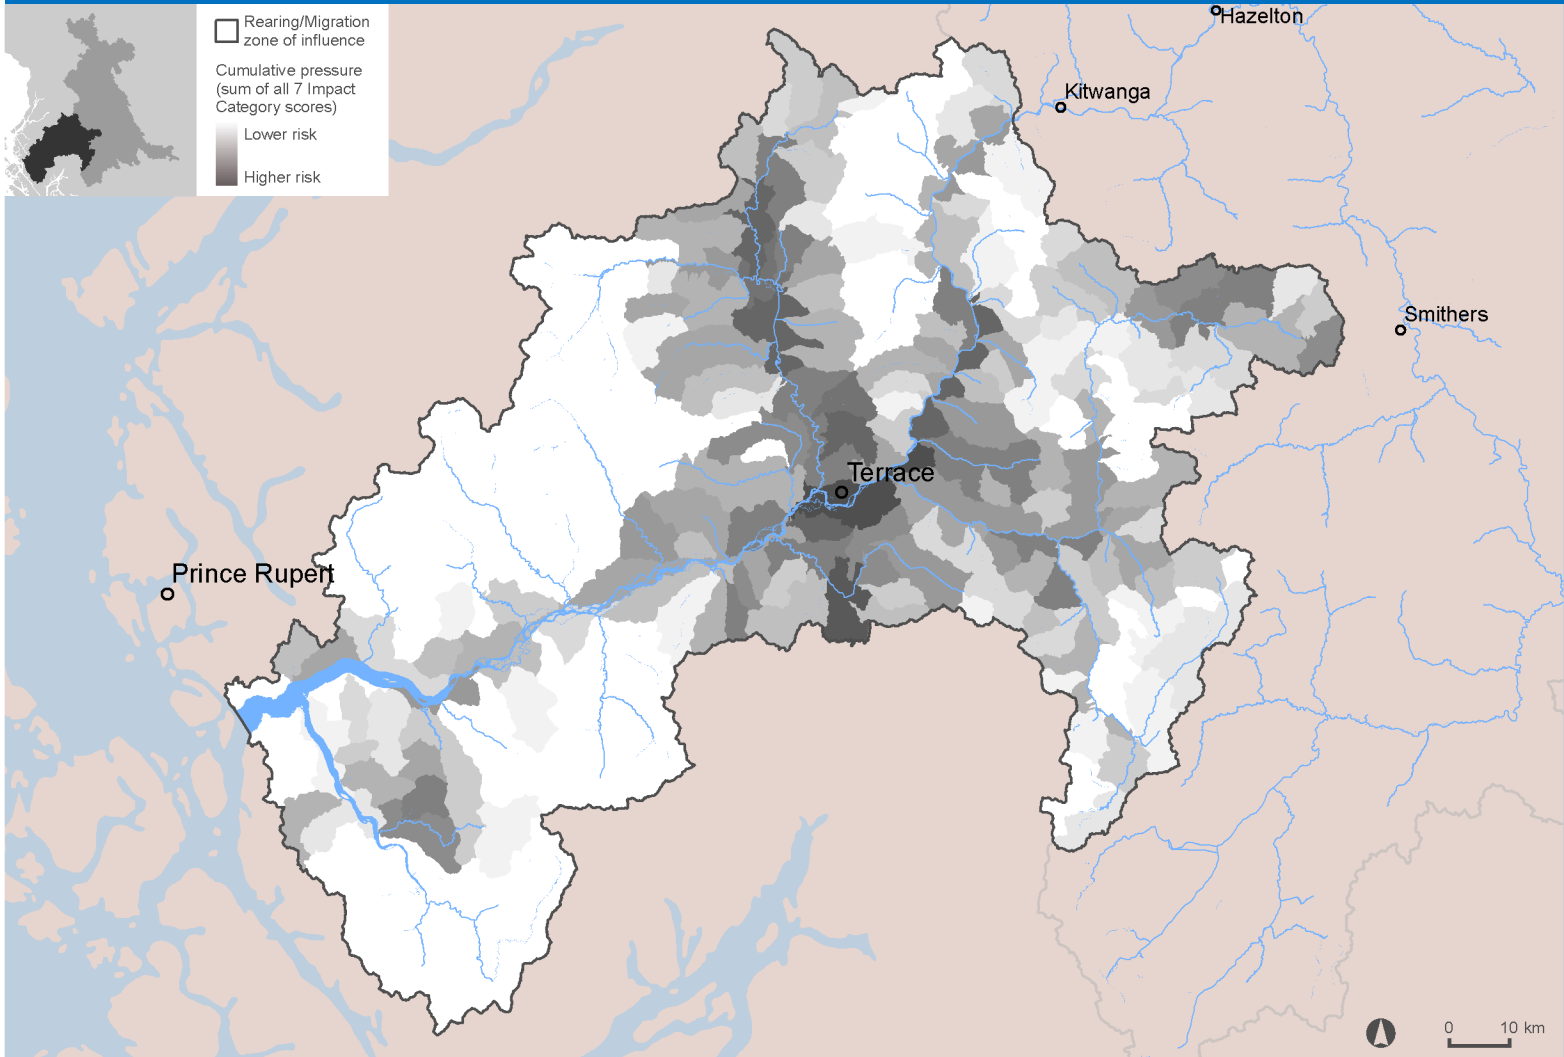 Rearing/Migration
zone of influence
Cumulative pressure
(sum of all 7 Impact
Category scores)
Lower risk
Higher risk
Hazelton
Kitwanga
Smithers
Terrace
Prince Rupert
0 10 km